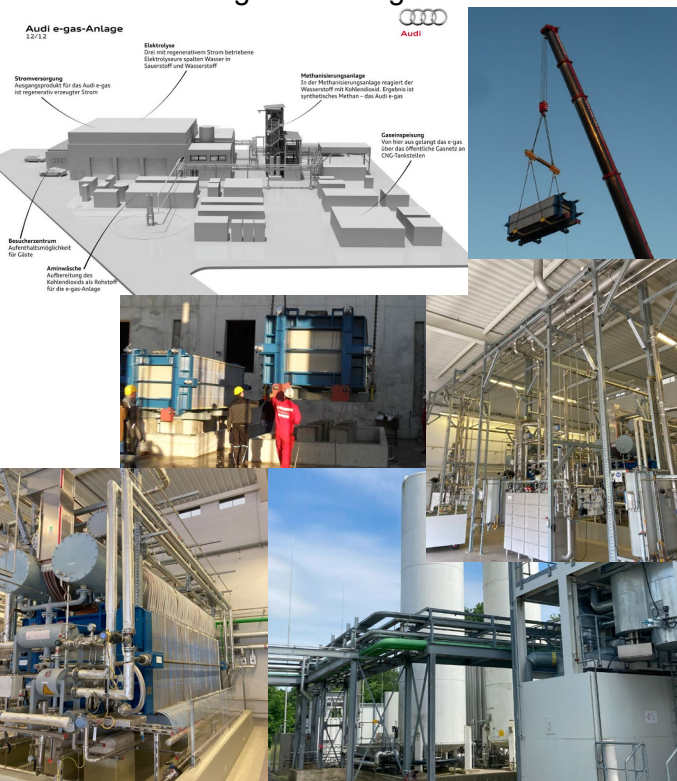 Audi e-gas-Anlage
12/12
Audi
Elektrolyse
Drei mit regenerativem Strom betriebene
Elektrolyseure spalten Wasser in
Sauerstoff und Wasserstoff
Stromversorgung
Ausgangsprodukt für das Audi e-gas
ist regenerativ erzeugter Strom
Methanisierungsanlage
In der Methanisierungsanlage reagiert der
Wasserstoff mit Kohlendioxid. Ergebnis ist
synthetisches Methan – das Audi e-gas
Gaseinspeisung
Von hier aus gelangt das e-gas
über das öffentliche Gasnetz an
CNG-Tankstellen
Besucherzentrum
Aufenthaltsmöglichkeit
für Gäste
Aminwäsche
Aufbereitung des
Kohlendioxids als Rohstoff
für die e-gas-Anlage